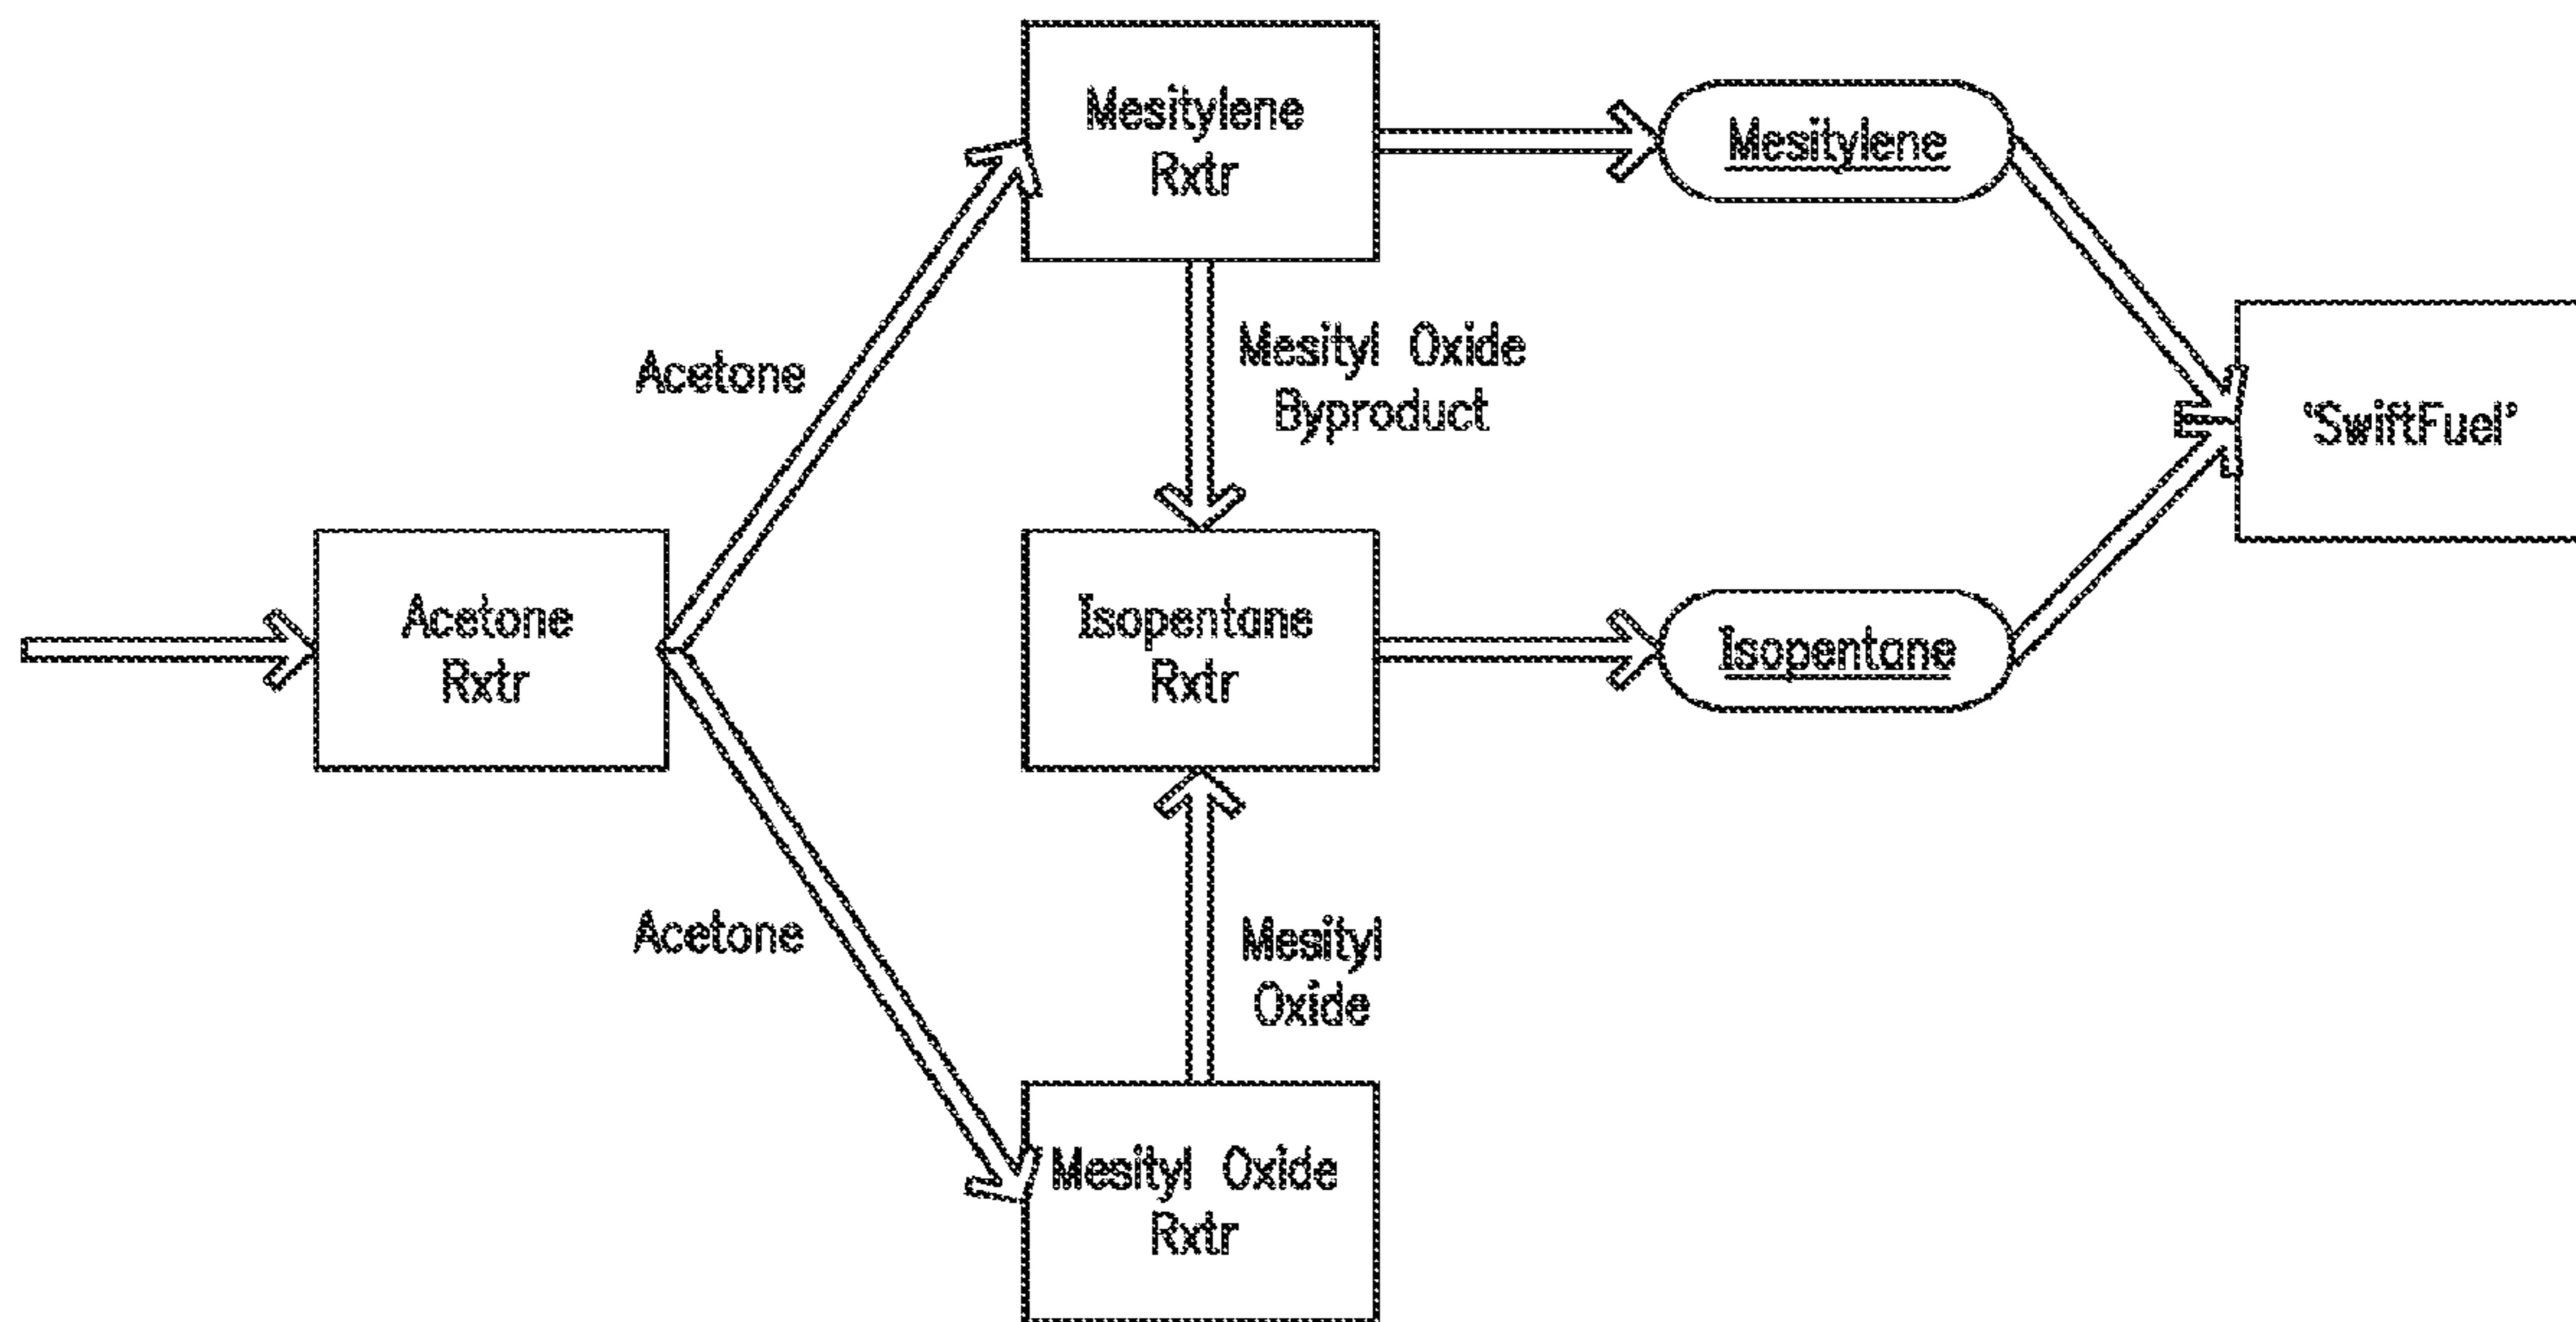 Mesitylene
Rxtr
Mesitylene
Acetone
Mesityl Oxide
Byproduct
'SwiftFuel'
Acetone
Rxtr
Isopentane
Rxtr
Isopentane
Acetone
Mesityl
Oxide
Mesityl Oxide
Rxtr